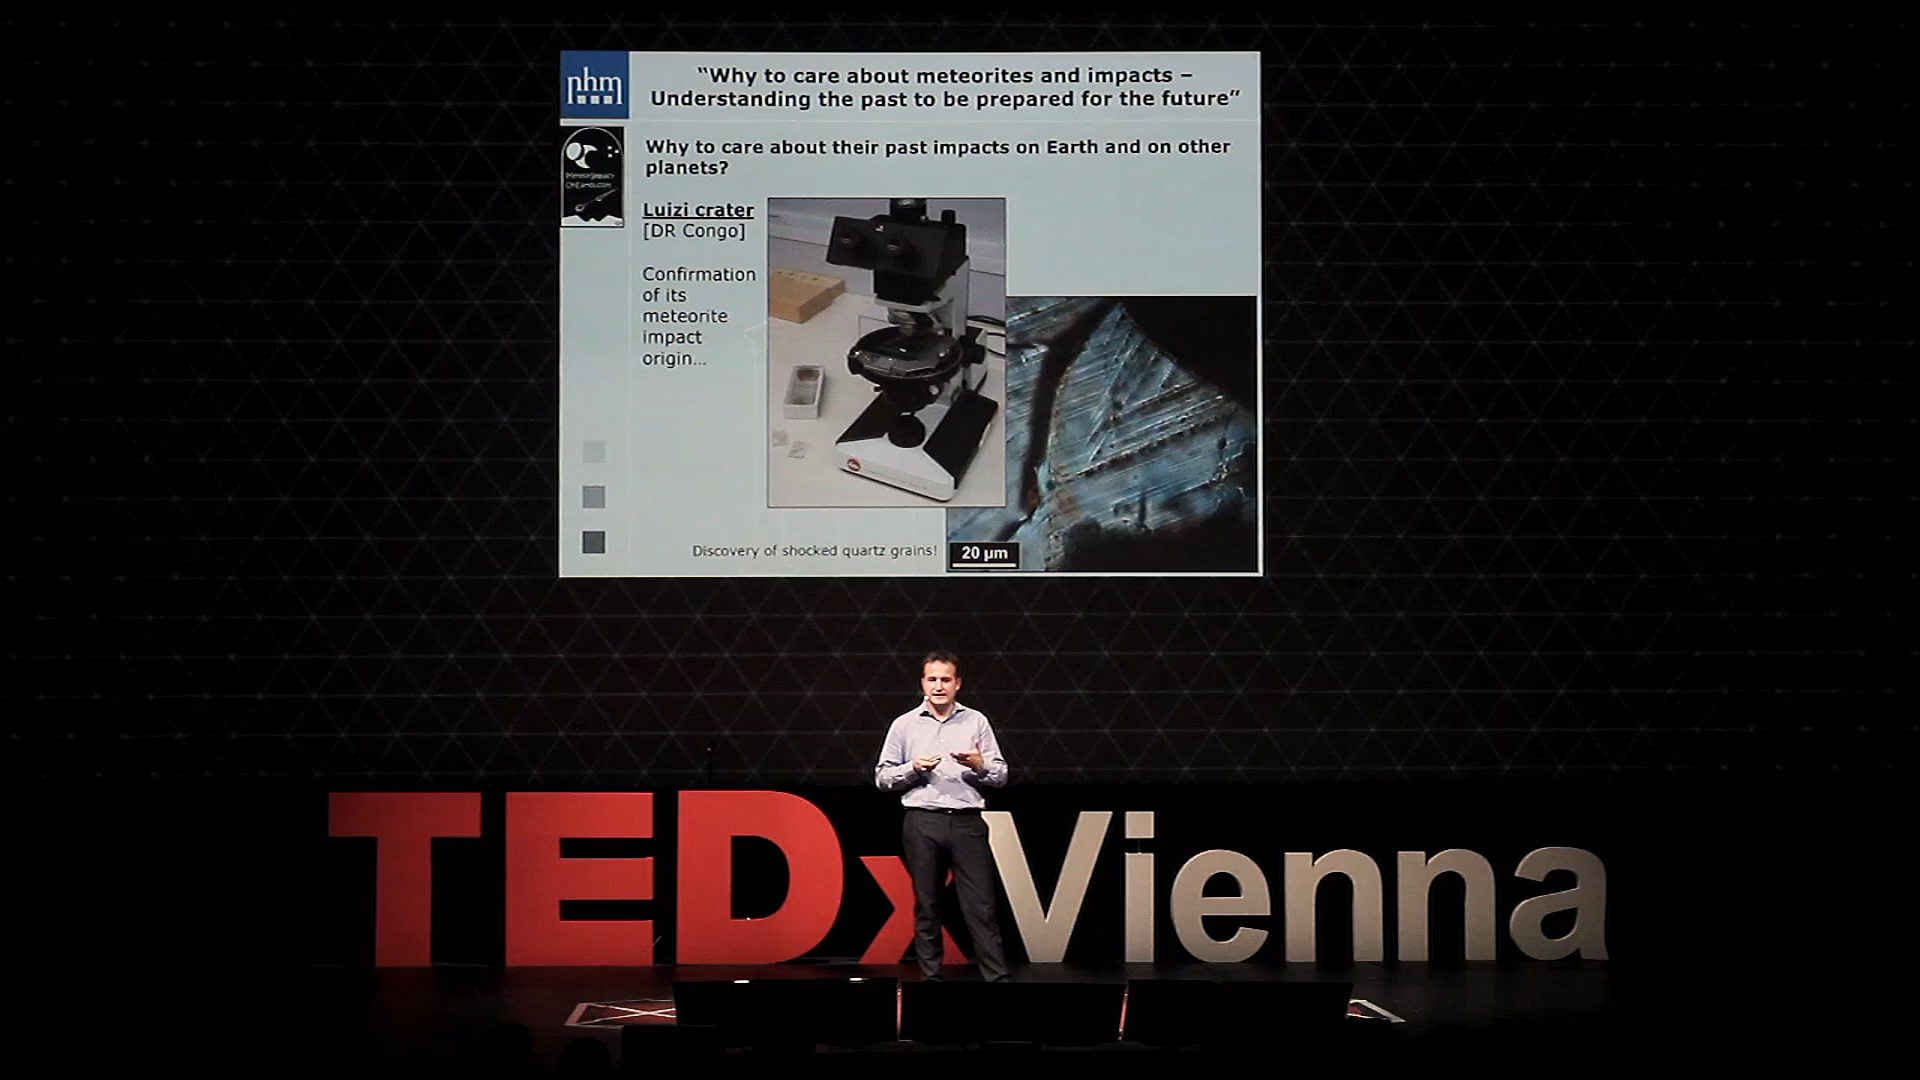 nhm
“Why to care about meteorites and impacts –
Understanding the past to be prepared for the future”
Why to care about their past impacts on Earth and on other
planets?
Luizi crater
[DR Congo]
Confirmation
of its
meteorite
impact
origin...
Discovery of shocked quartz grains!
20 µm
TEDxVienna